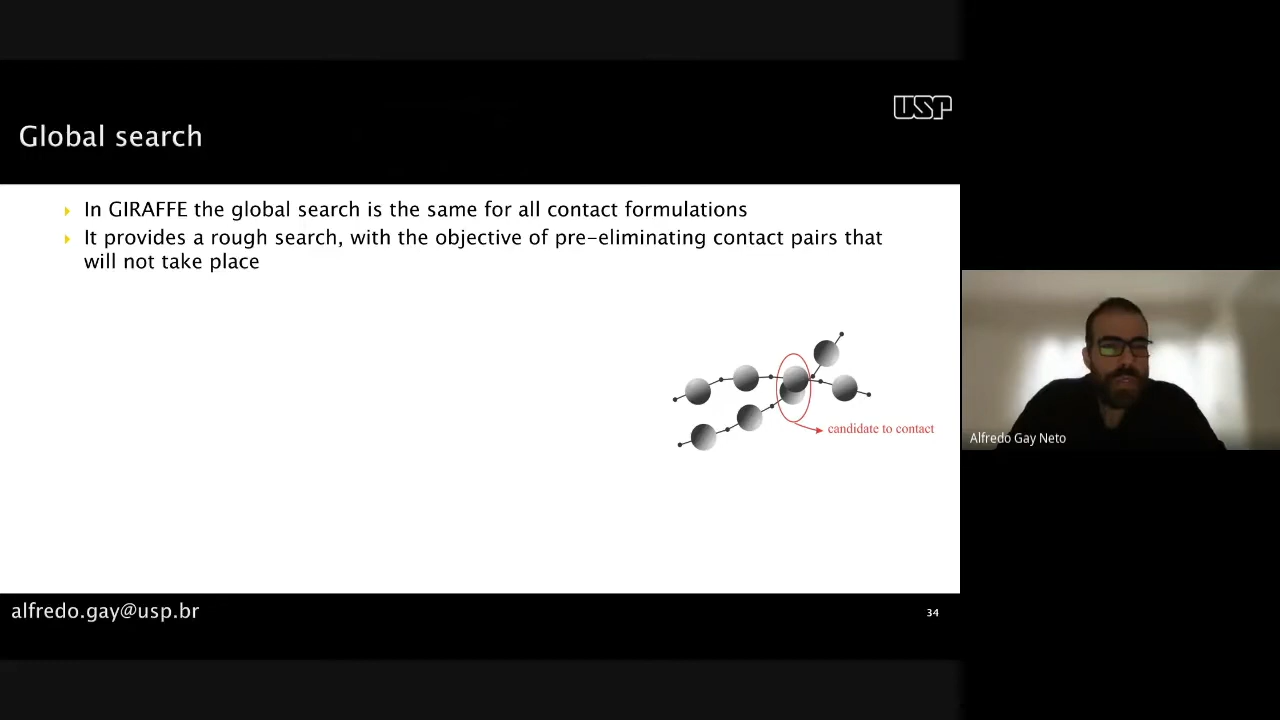 USP
Global search
In GIRAFFE the global search is the same for all contact formulations
It provides a rough search, with the objective of pre-eliminating contact pairs that
will not take place
candidate to contact
Alfredo Gay Neto
alfredo.gay@usp.br
34